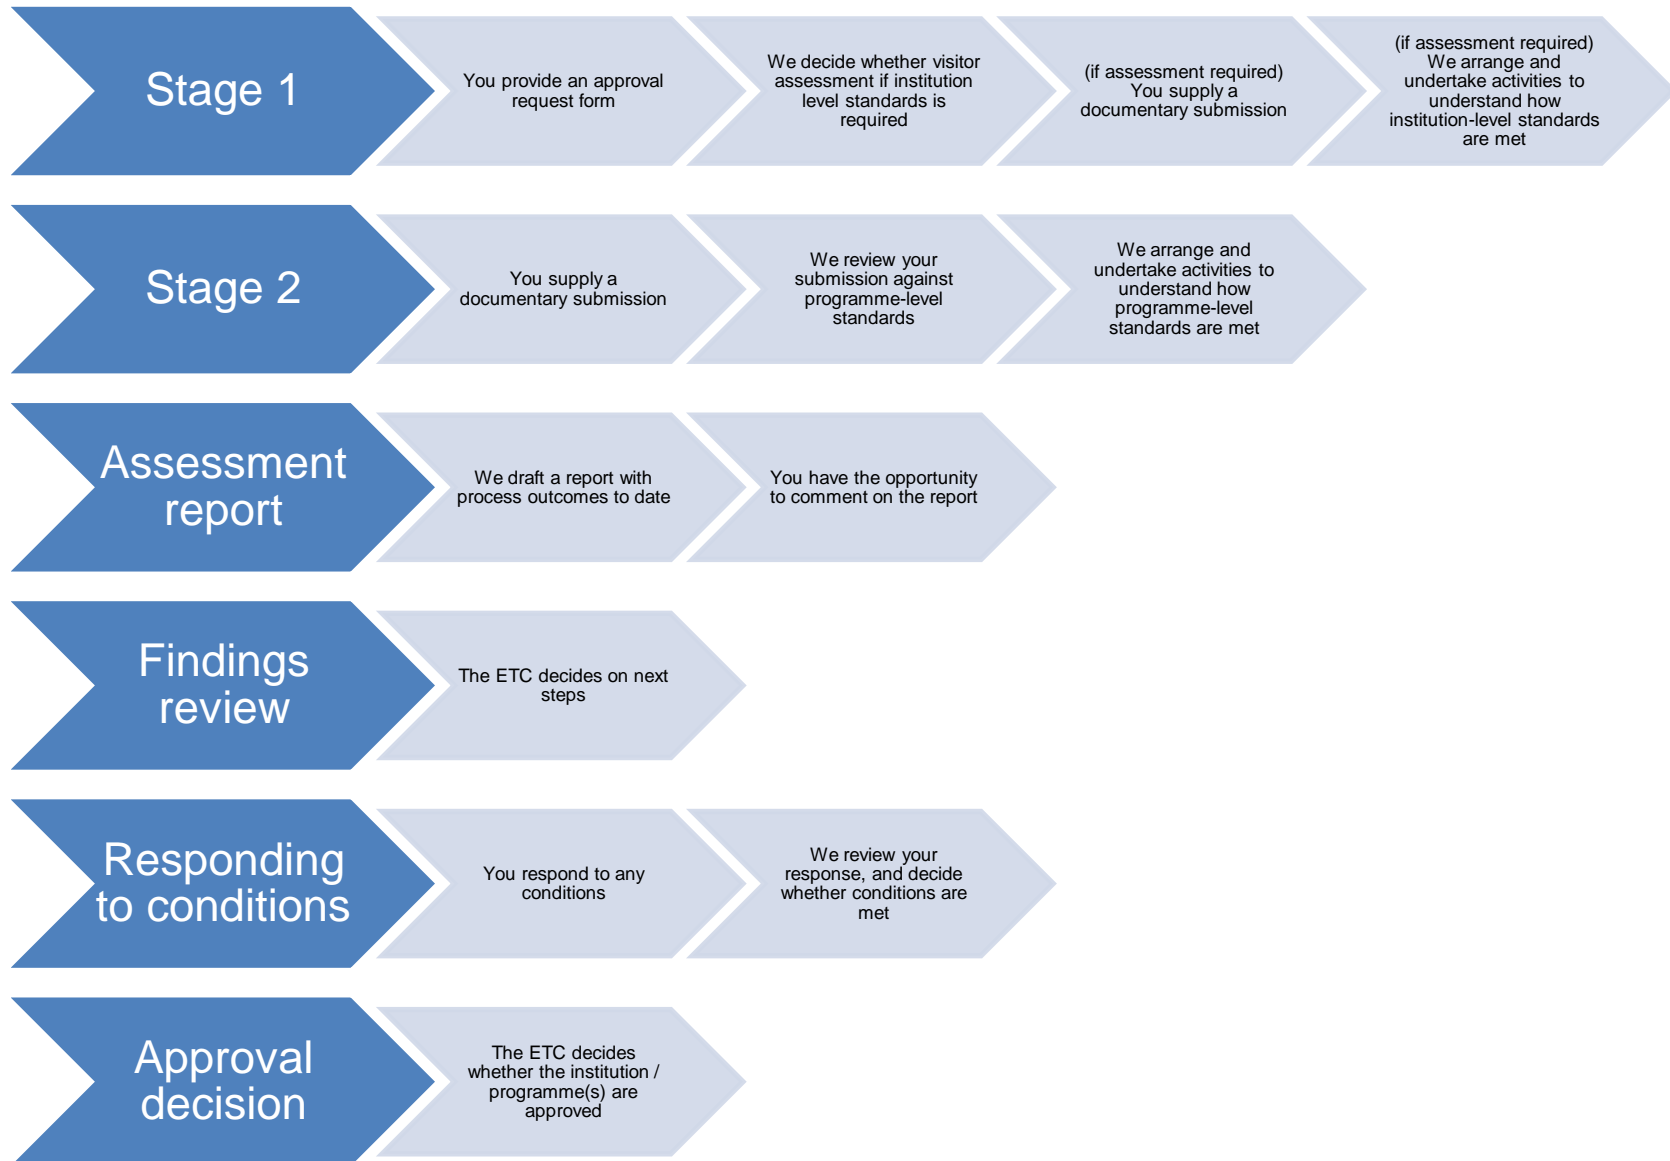 Stage 1
You provide an approval
request form
We decide whether visitor
assessment if institution
level standards is
required
(if assessment required)
You supply a
documentary submission
(if assessment required)
We arrange and
undertake activities to
understand how
institution-level standards
are met
Stage 2
You supply a
documentary submission
We review your
submission against
programme-level
standards
We arrange and
undertake activities to
understand how
programme-level
standards are met
Assessment
report
We draft a report with
process outcomes to date
You have the opportunity
to comment on the report
Findings
review
The ETC decides on next
steps
Responding
to conditions
You respond to any
conditions
We review your
response, and decide
whether conditions are
met
Approval
decision
The ETC decides
whether the institution /
programme(s) are
approved